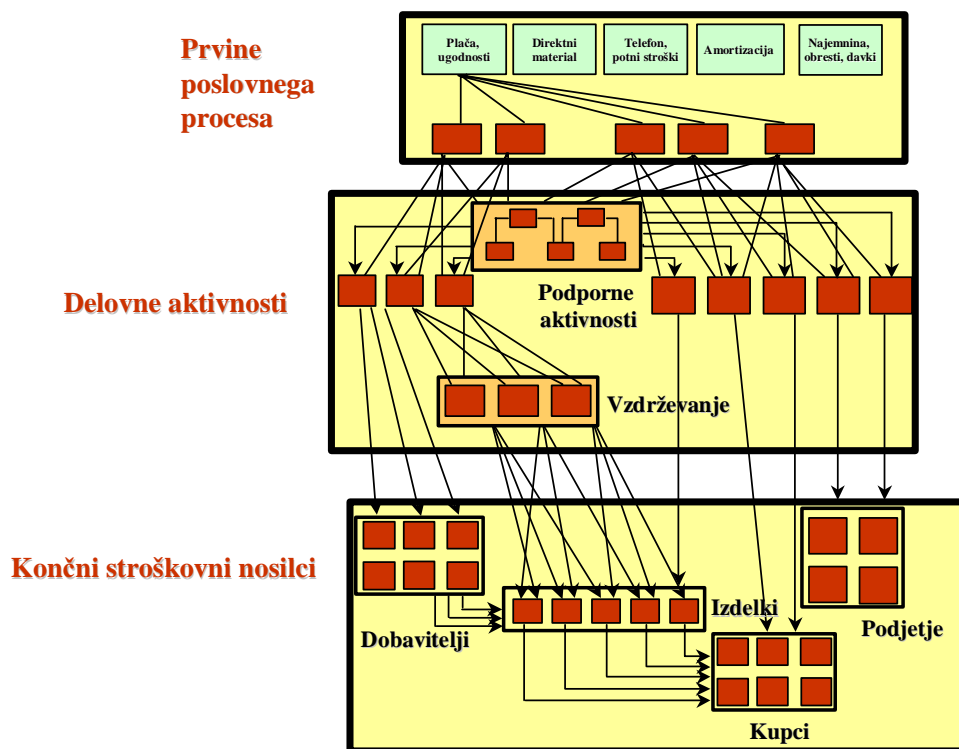 Prvine
poslovnega
procesa
Plača,
ugodnosti
Direktni
material
Telefon,
potni stroški
Amortizacija
Najemnina,
obresti, davki
Delovne aktivnosti
Podporne
aktivnosti
Vzdrževanje
Končni stroškovni nosilci
Dobavitelji
Izdelki
Podjetje
Kupci